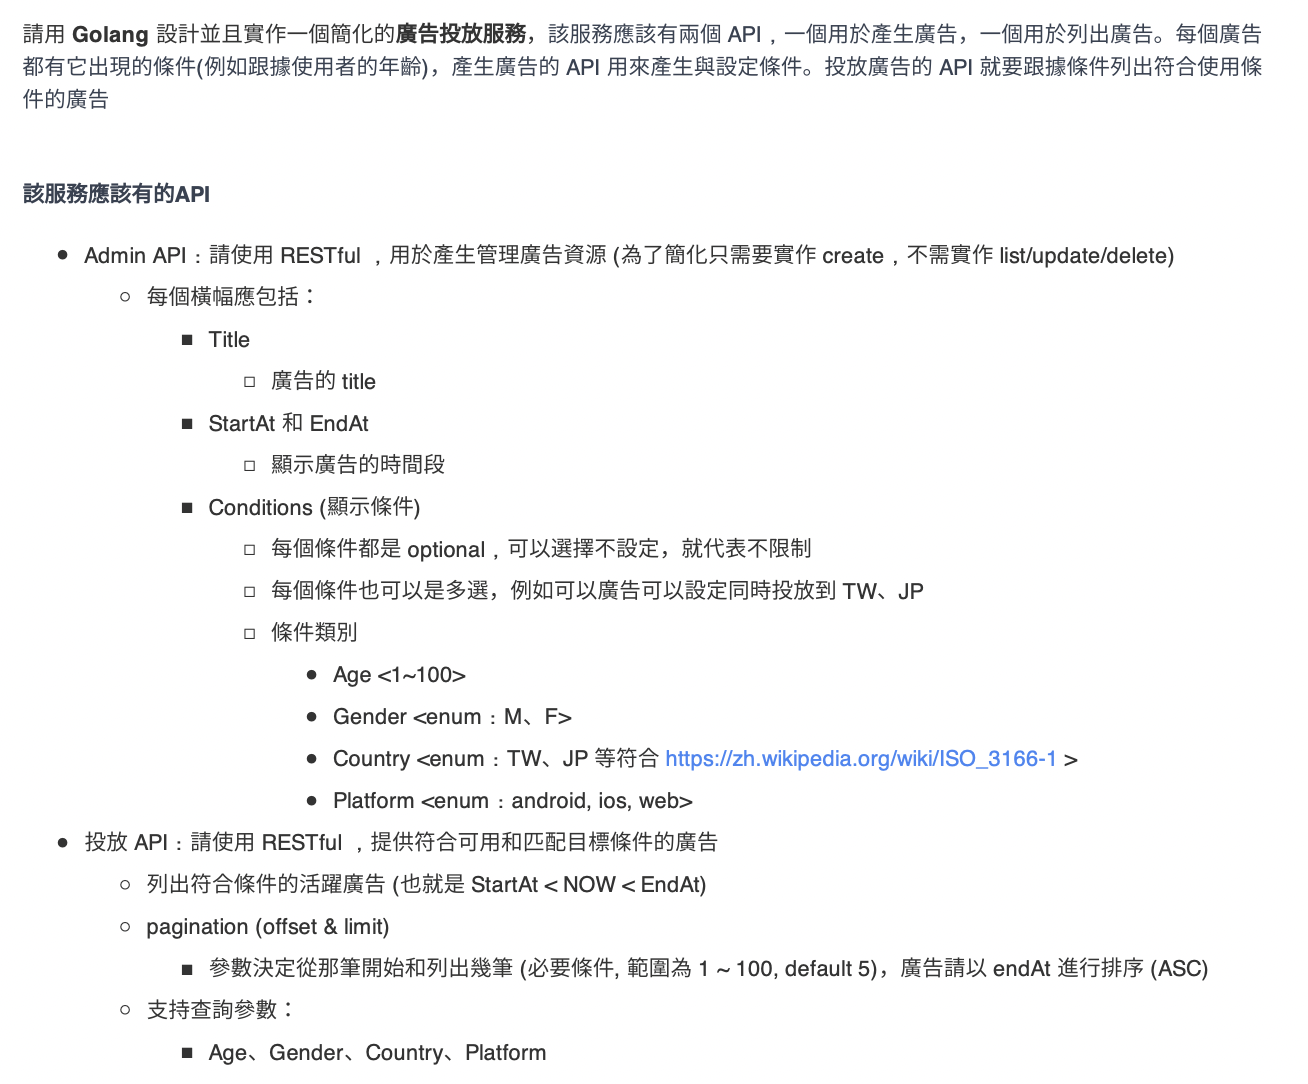 請用 Golang 設計並且實作一個簡化的廣告投放服務，該服務應該有兩個 API，一個用於產生廣告，一個用於列出廣告。每個廣告
都有它出現的條件(例如跟據使用者的年齡)，產生廣告的 API 用來產生與設定條件。投放廣告的 API 就要跟據條件列出符合使用條
件的廣告
該服務應該有的API
• Admin API：請使用 RESTful ，用於產生管理廣告資源 (為了簡化只需要實作 create，不需實作 list/update/delete)
○ 每個橫幅應包括：
■ Title
□ 廣告的 title
■ StartAt 和 EndAt
□ 顯示廣告的時間段
■ Conditions (顯示條件)
□ 每個條件都是 optional，可以選擇不設定，就代表不限制
□ 每個條件也可以是多選，例如可以廣告可以設定同時投放到 TW、JP
□ 條件類別
• Age <1~100>
• Gender <enum：M、F>
• Country <enum：TW、JP 等符合 https://zh.wikipedia.org/wiki/ISO_3166-1 >
• Platform <enum：android, ios, web>
• 投放 API：請使用 RESTful ，提供符合可用和匹配目標條件的廣告
○ 列出符合條件的活躍廣告 (也就是 StartAt < NOW < EndAt)
○ pagination (offset & limit)
■ 參數決定從那筆開始和列出幾筆 (必要條件, 範圍為 1 ~ 100, default 5)，廣告請以 endAt 進行排序 (ASC)
○ 支持查詢參數：
■ Age、Gender、Country、Platform